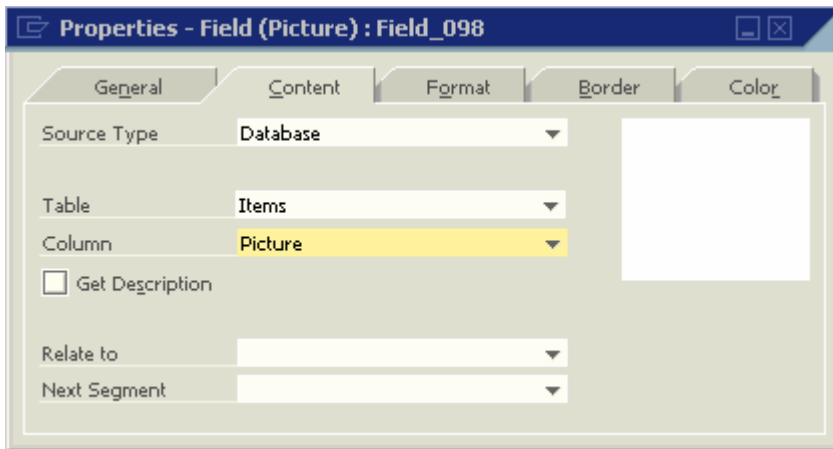 Properties - Field (Picture) : Field_098
General Content Format Border Color
Source Type Database
Table Items
Column Picture
Get Description
Relate to
Next Segment